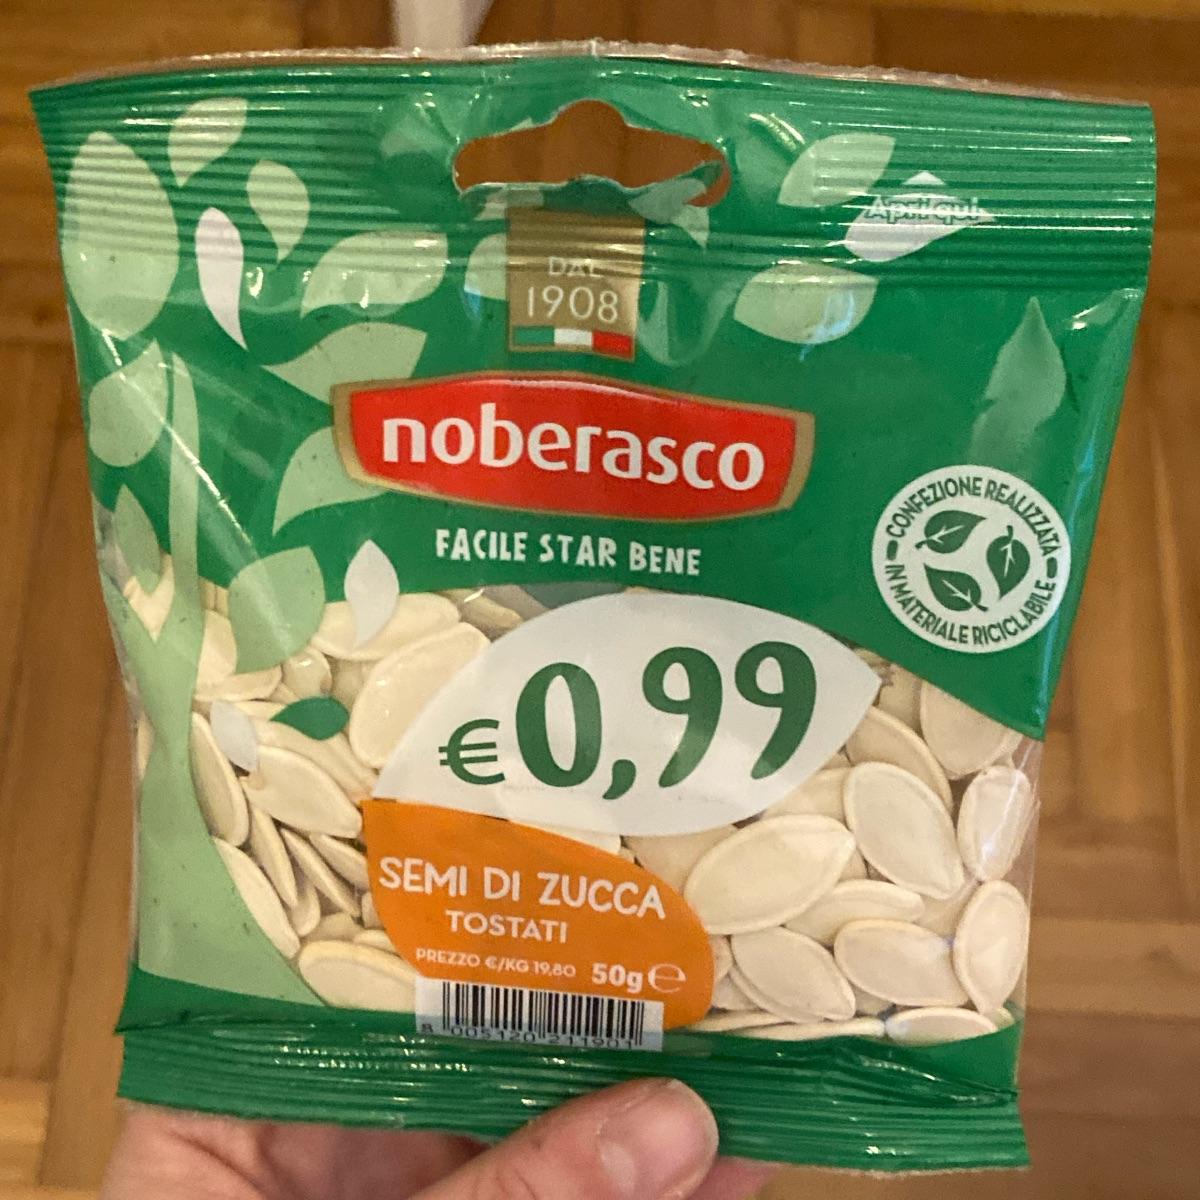 Apri qui
DAL
1908
noberasco
FACILE STAR BENE
CONFEZIONE REALIZZATA
IN MATERIALE RICICLABILE
€0,99
SEMI DI ZUCCA
TOSTATI
PREZZO €/KG 19,80 50g ℮
8 005120 211901